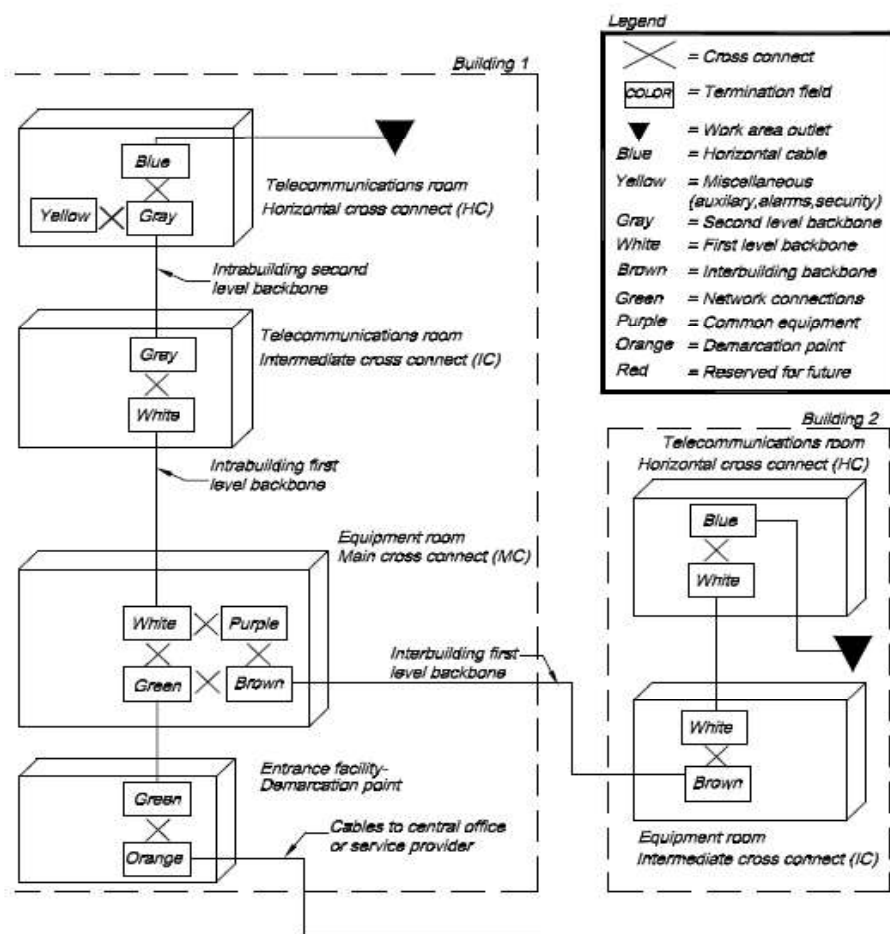 Legend
= Cross connect
COLOR = Termination field
= Work area outlet
Blue = Horizontal cable
Yellow = Miscellaneous
(auxilary,alarms,security)
Gray = Second level backbone
White = First level backbone
Brown = Interbuilding backbone
Green = Network connections
Purple = Common equipment
Orange = Demarcation point
Red = Reserved for future
Building 1
Blue
Yellow
Gray
Telecommunications room
Horizontal cross connect (HC)
Intrabuilding second
level backbone
Gray
White
Telecommunications room
Intermediate cross connect (IC)
Intrabuilding first
level backbone
Equipment room
Main cross connect (MC)
White
Purple
Green
Brown
Interbuilding first
level backbone
Entrance facility-
Demarcation point
Green
Orange
Cables to central office
or service provider
Building 2
Telecommunications room
Horizontal cross connect (HC)
Blue
White
White
Brown
Equipment room
Intermediate cross connect (IC)